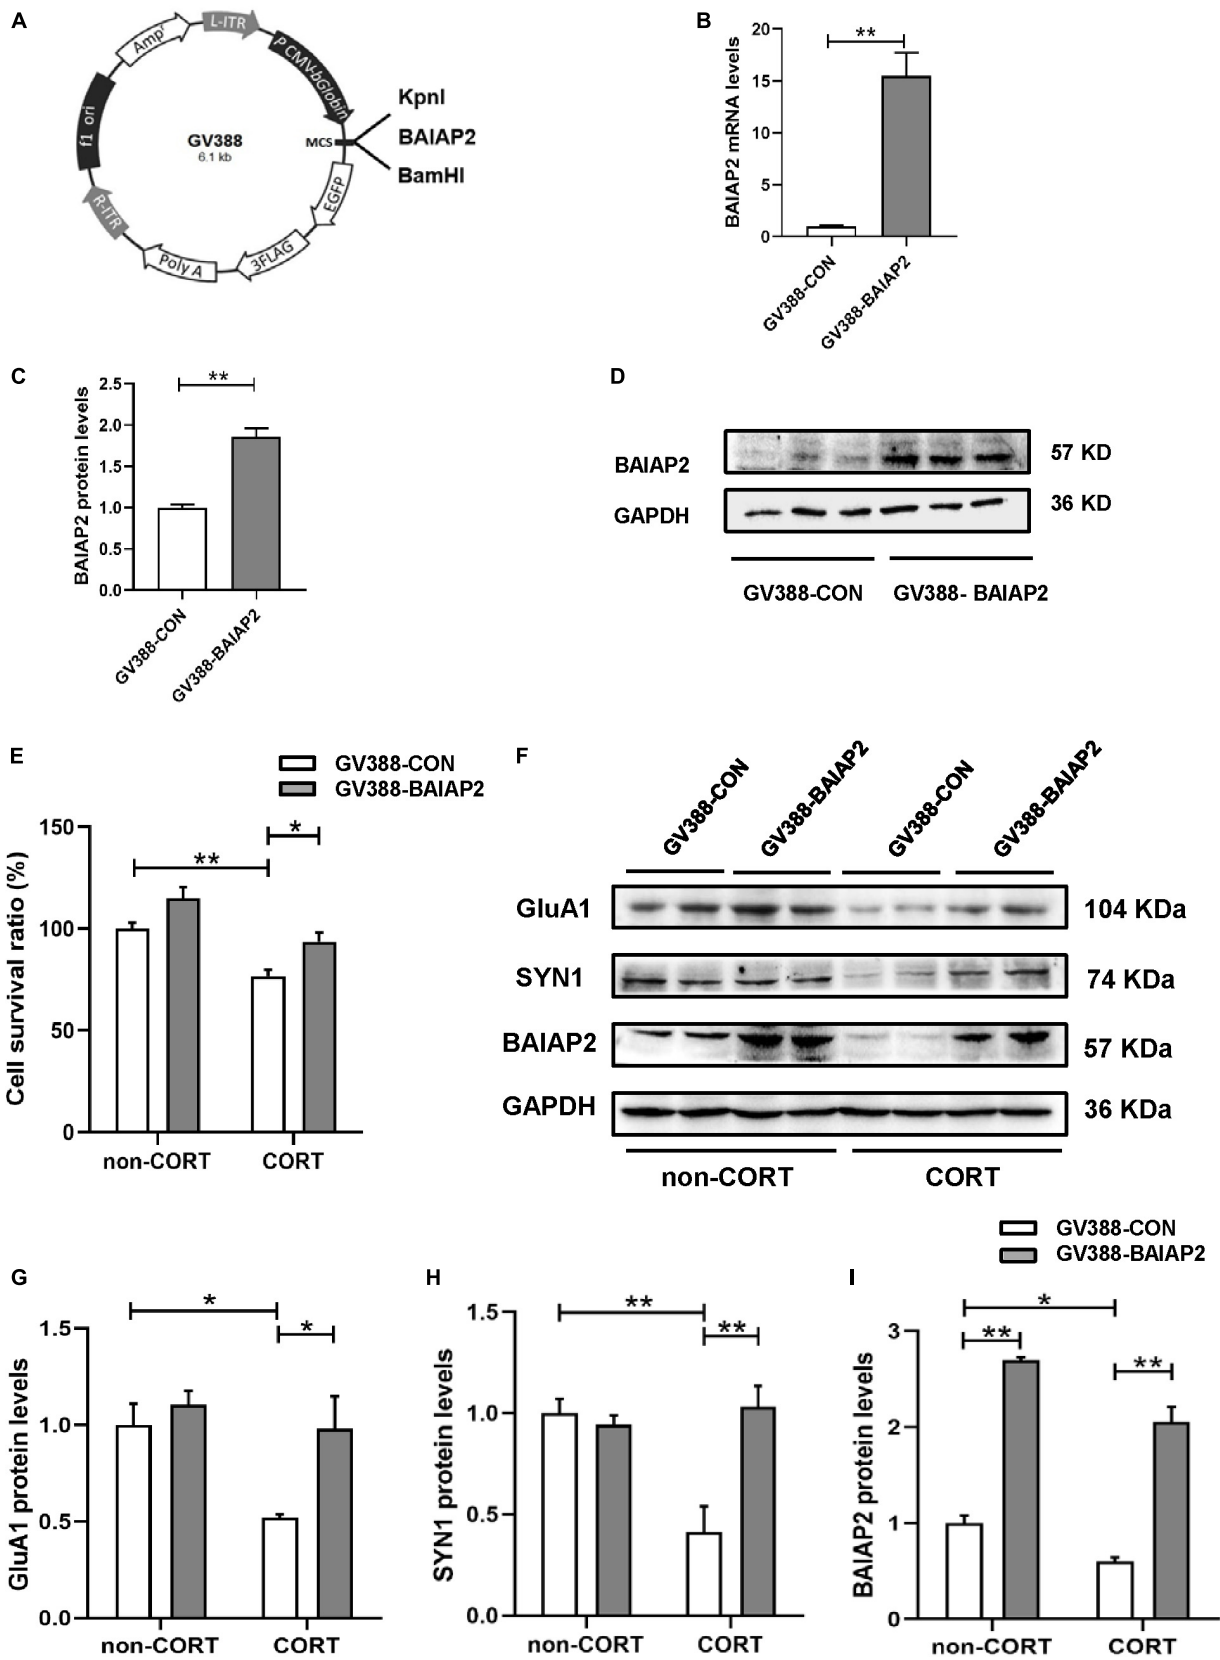 A
L-ITR
P CMV-bGlobin
Amp^r
f1 ori
R-ITR
Poly A
3FLAG
EGFP
MCS
GV388
6.1 kb
KpnI
BAIAP2
BamHI
B
BAIAP2 mRNA levels
20
15
10
5
0
**
GV388-CON
GV388-BAIAP2
C
BAIAP2 protein levels
2.5
2.0
1.5
1.0
0.5
0.0
**
GV388-CON
GV388-BAIAP2
D
BAIAP2
57 KD
GAPDH
36 KD
GV388-CON
GV388- BAIAP2
E
GV388-CON
GV388-BAIAP2
Cell survival ratio (%)
150
100
50
0
**
*
non-CORT
CORT
F
GV388-CON
GV388-BAIAP2
GV388-CON
GV388-BAIAP2
GluA1
104 KDa
SYN1
74 KDa
BAIAP2
57 KDa
GAPDH
36 KDa
non-CORT
CORT
GV388-CON
GV388-BAIAP2
G
GluA1 protein levels
1.5
1.0
0.5
0.0
*
*
non-CORT
CORT
H
SYN1 protein levels
1.5
1.0
0.5
0.0
**
**
non-CORT
CORT
I
BAIAP2 protein levels
3
2
1
0
*
**
**
non-CORT
CORT